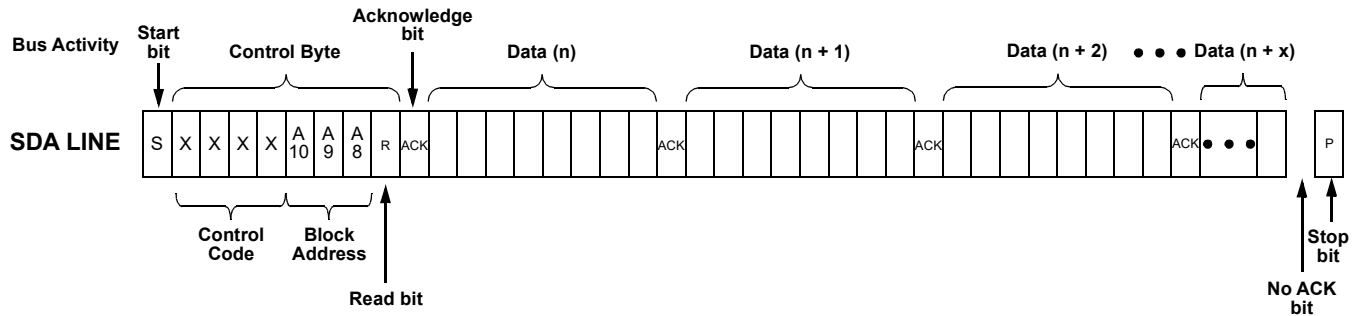 Bus Activity
Start
bit
Control Byte
Acknowledge
bit
Data (n)
Data (n + 1)
Data (n + 2)
• • •
Data (n + x)
SDA LINE
S
X
X
X
X
A
10
A
9
A
8
R
ACK
ACK
ACK
ACK
• • •
P
Control
Code
Block
Address
Read bit
No ACK
bit
Stop
bit